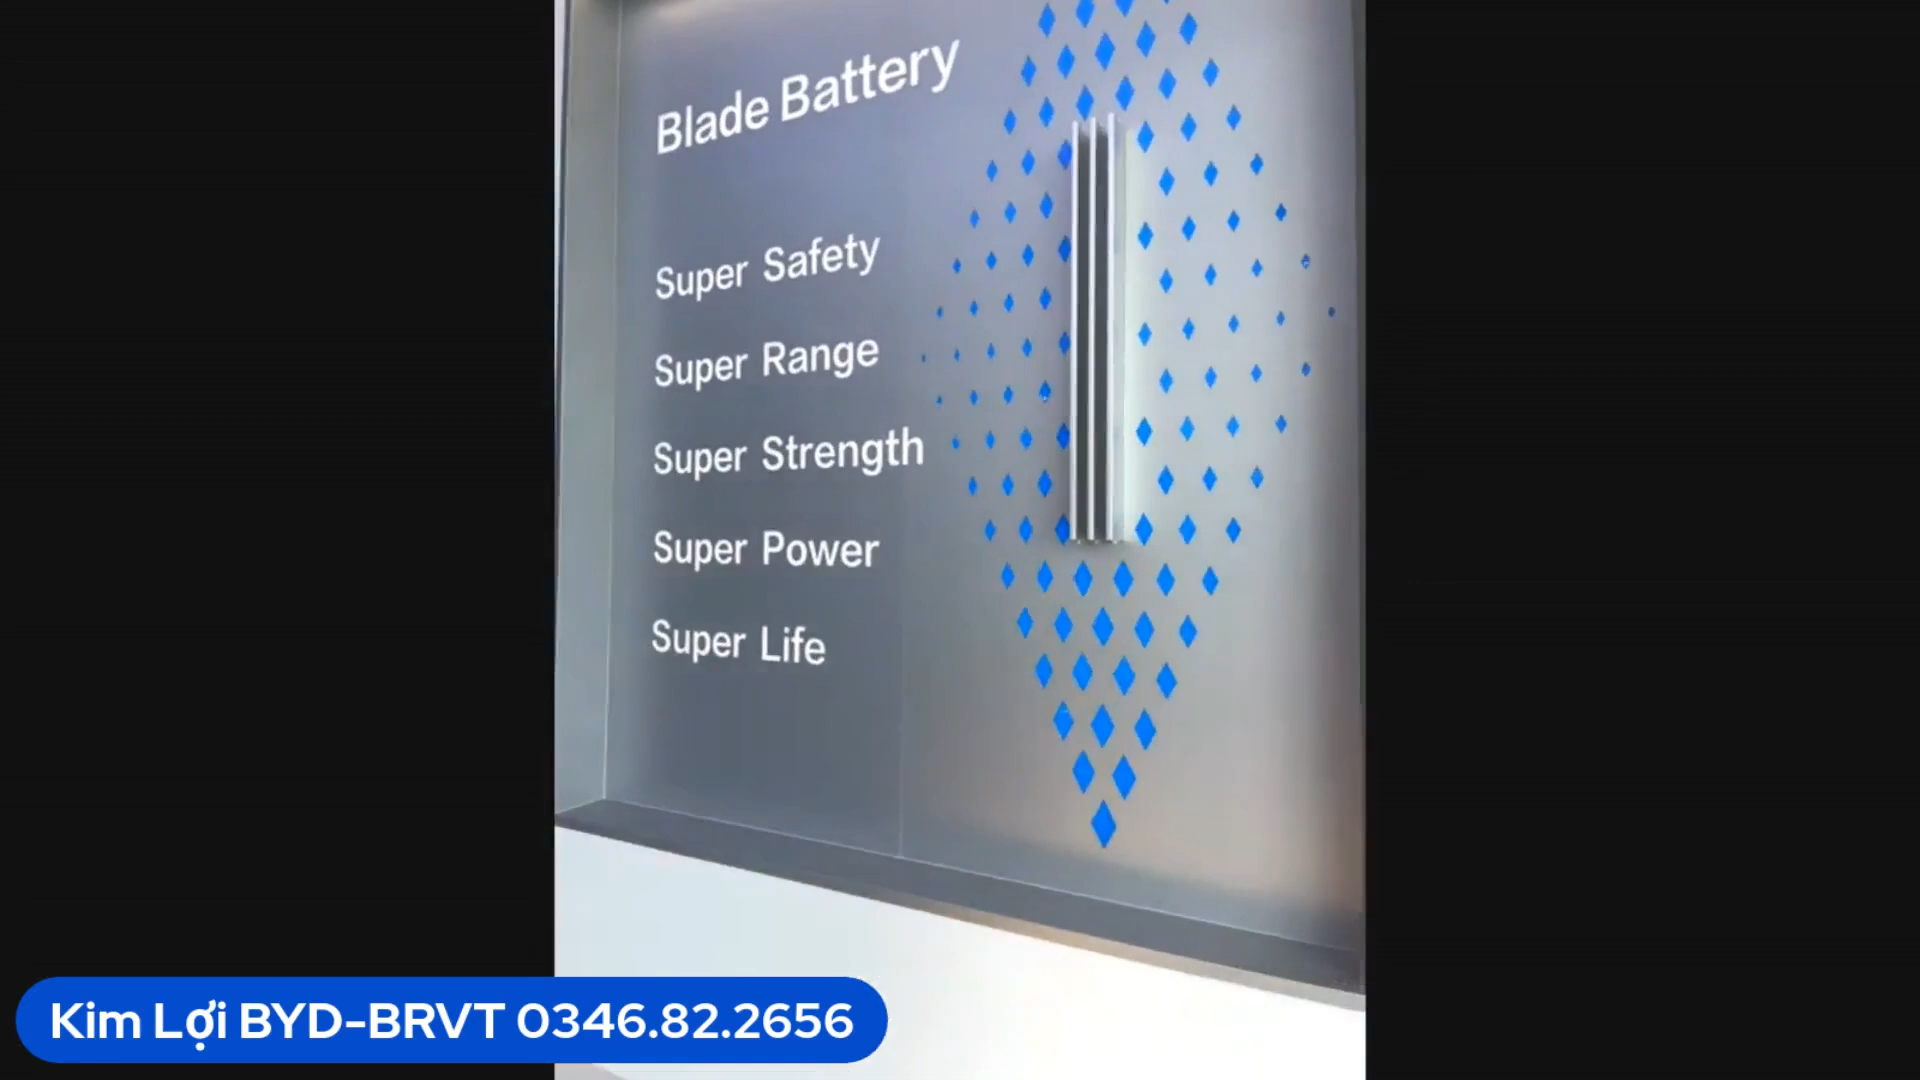 Blade Battery
Super Safety
Super Range
Super Strength
Super Power
Super Life
Kim Lợi BYD-BRVT 0346.82.2656